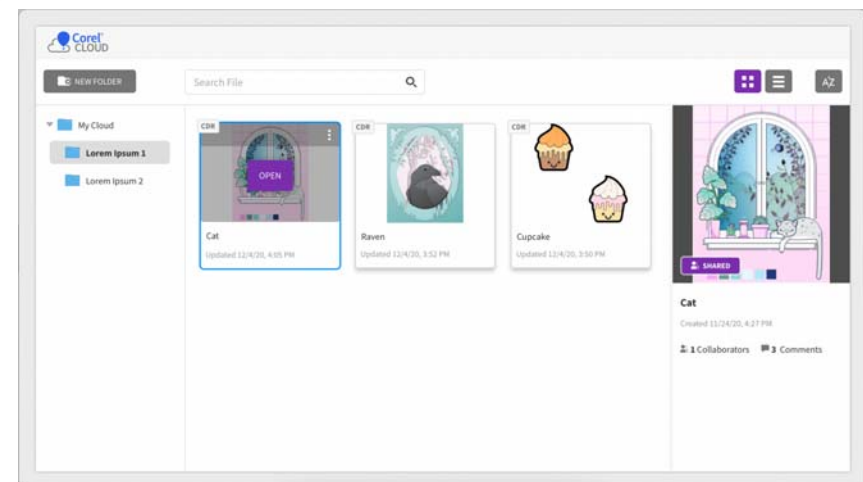 Corel
CLOUD
NEW FOLDER
Search File
AZ
My Cloud
Lorem Ipsum 1
Lorem Ipsum 2
CDR
OPEN
Cat
Updated 12/4/20, 4:05 PM
CDR
Raven
Updated 12/4/20, 3:52 PM
CDR
Cupcake
Updated 12/4/20, 3:50 PM
SHARED
Cat
Created 11/24/20, 4:27 PM
1 Collaborators 3 Comments